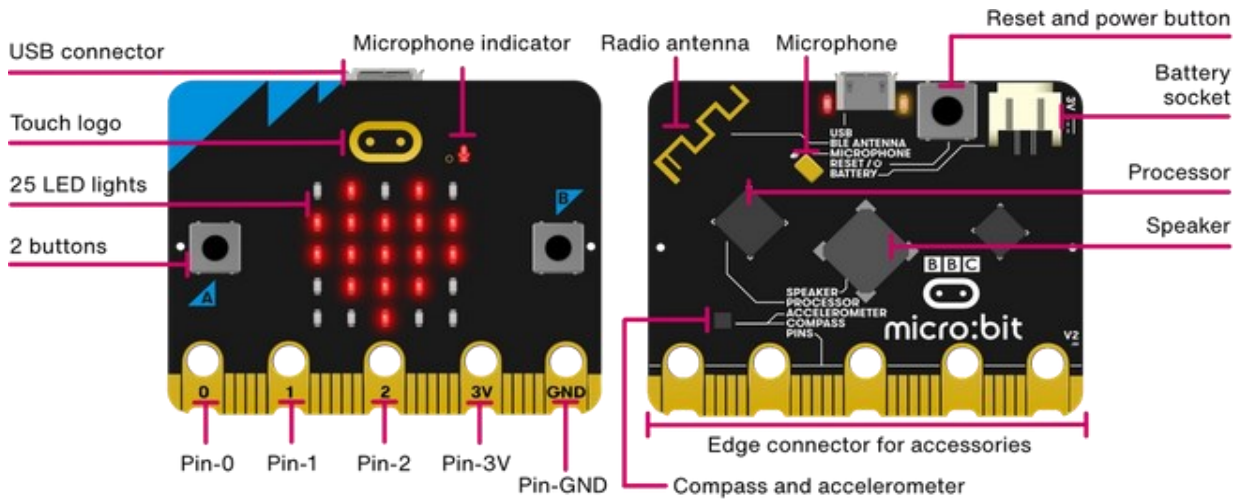 USB connector
Microphone indicator
Touch logo
25 LED lights
2 buttons
A
B
0
1
2
3V
GND
Pin-0
Pin-1
Pin-2
Pin-3V
Pin-GND
Radio antenna
Microphone
Reset and power button
Battery
socket
Processor
Speaker
3V
USB
BLE ANTENNA
MICROPHONE
RESET / O
BATTERY
SPEAKER
PROCESSOR
ACCELEROMETER
COMPASS
PINS
BBC
micro:bit
V2
Edge connector for accessories
Compass and accelerometer